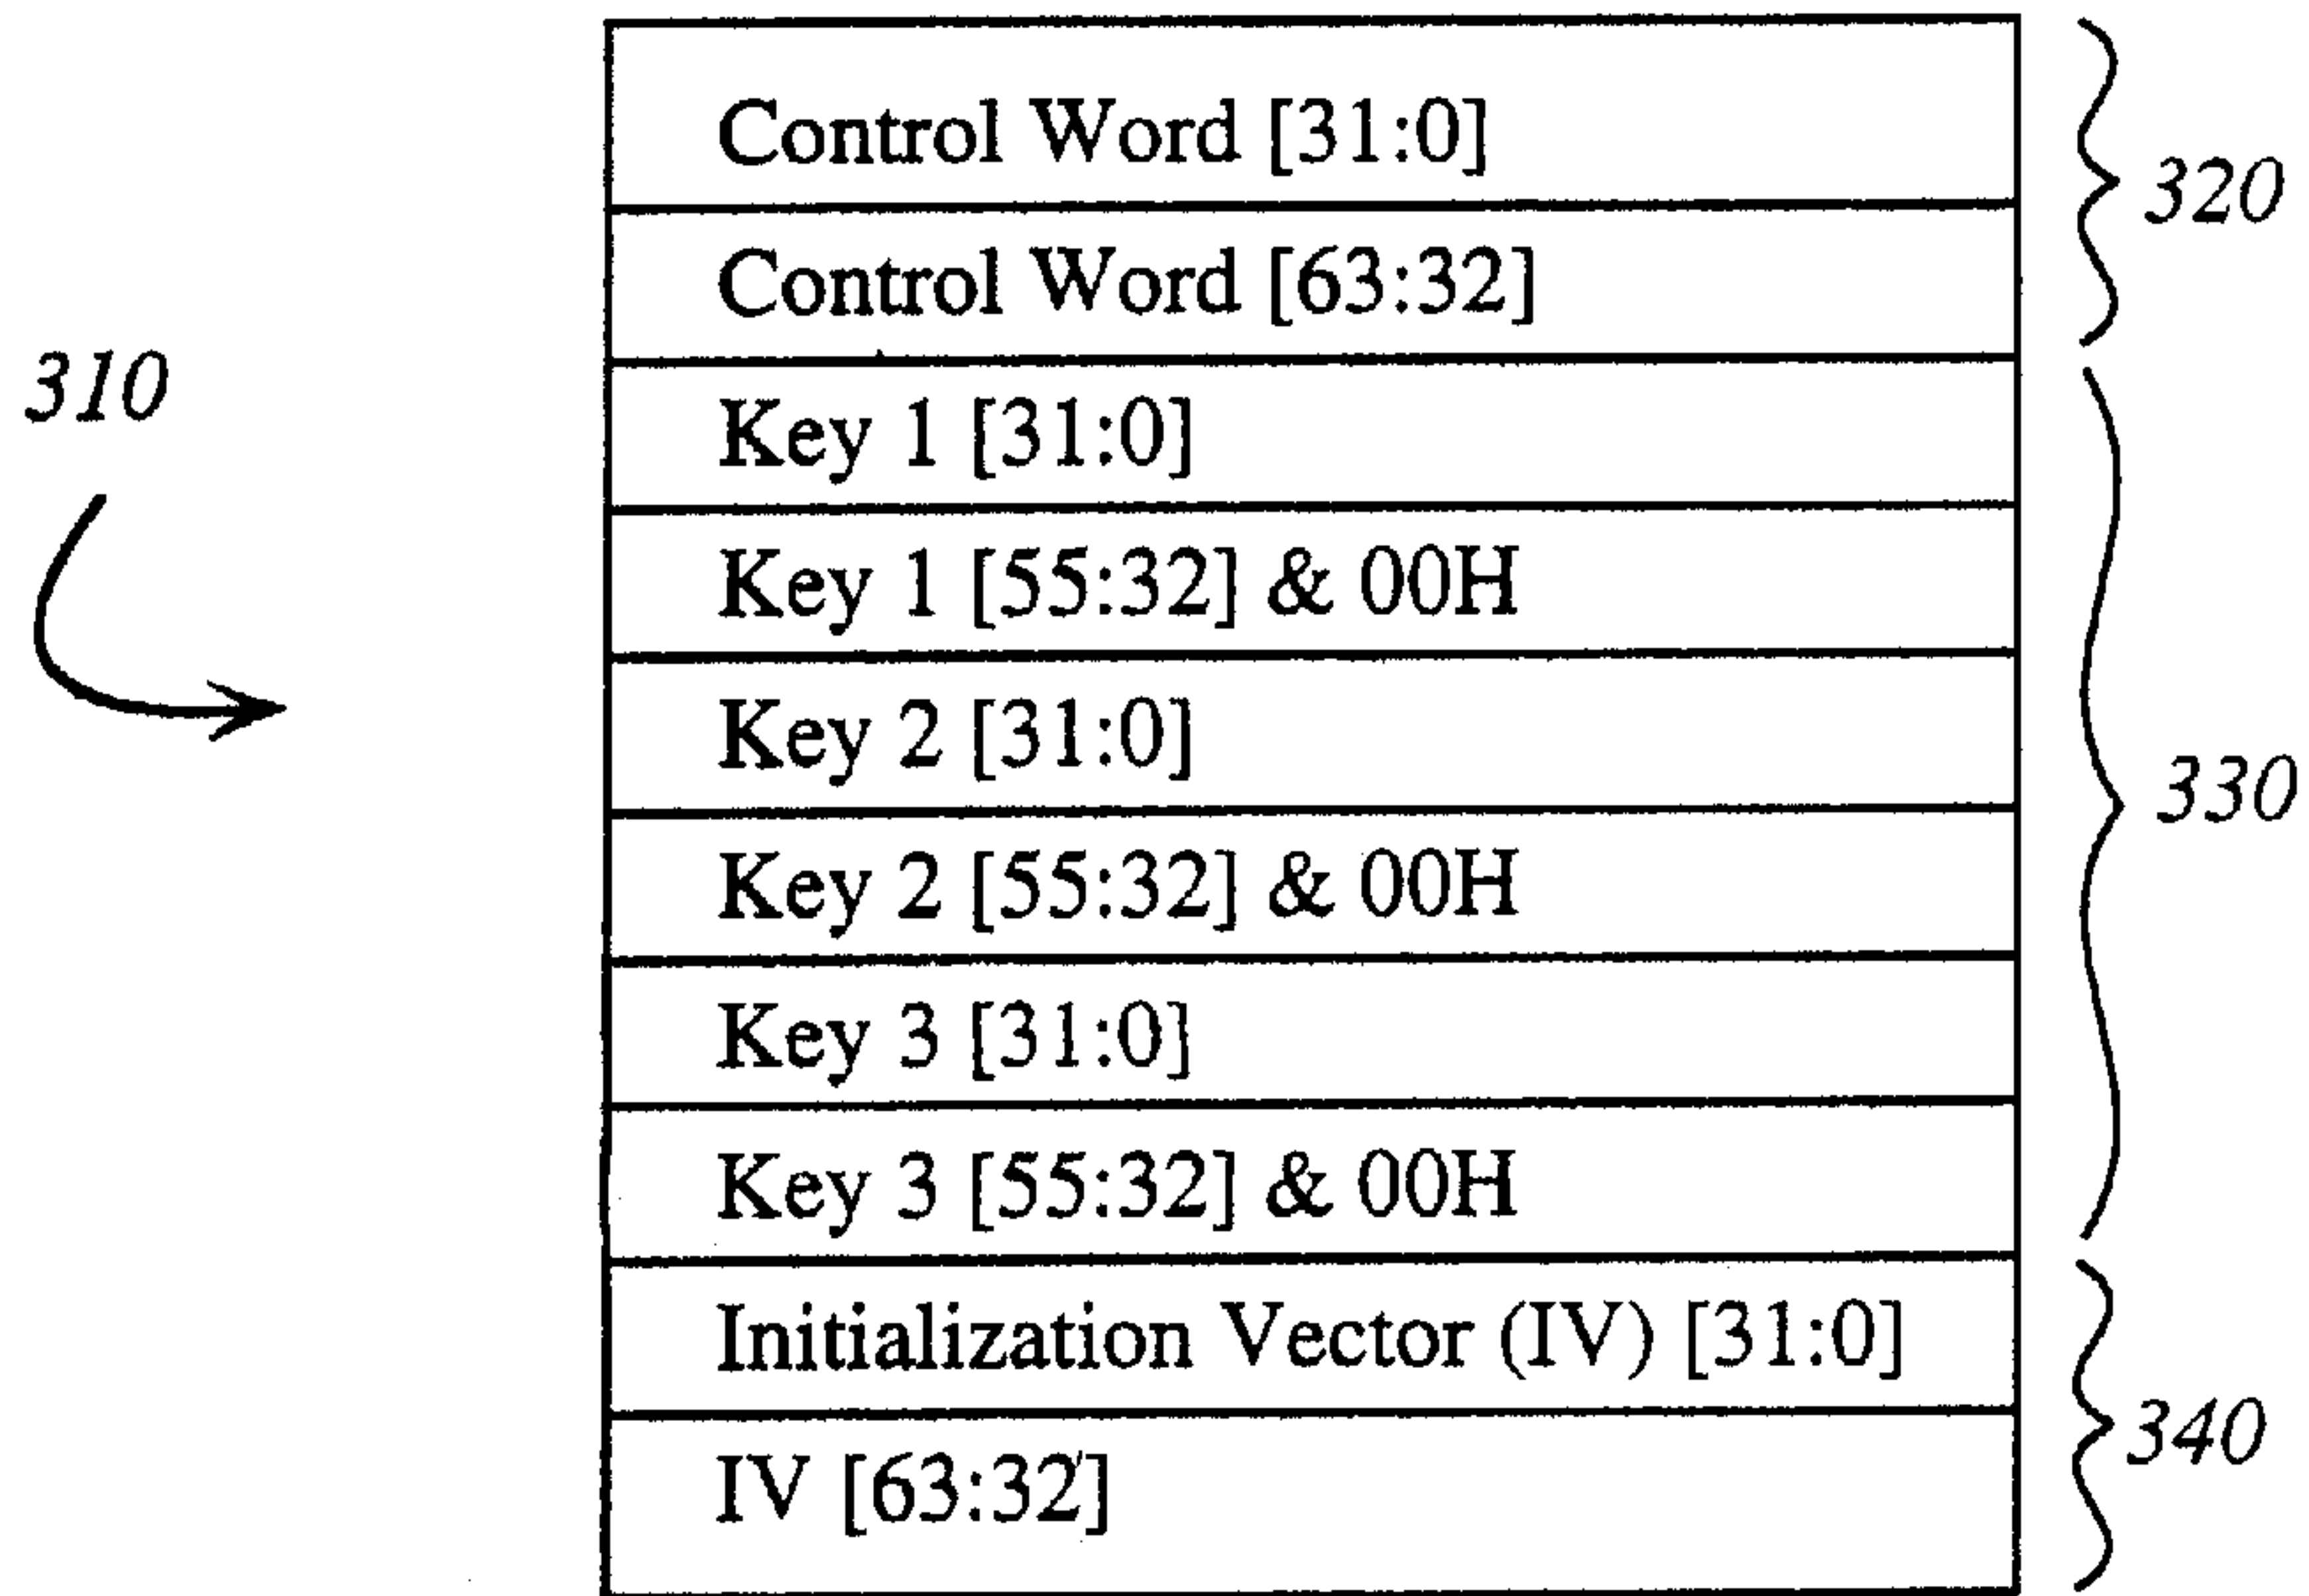 Control Word [31:0]
320
Control Word [63:32]
310
Key 1 [31:0]
Key 1 [55:32] & 00H
Key 2 [31:0]
330
Key 2 [55:32] & 00H
Key 3 [31:0]
Key 3 [55:32] & 00H
Initialization Vector (IV) [31:0]
340
IV [63:32]